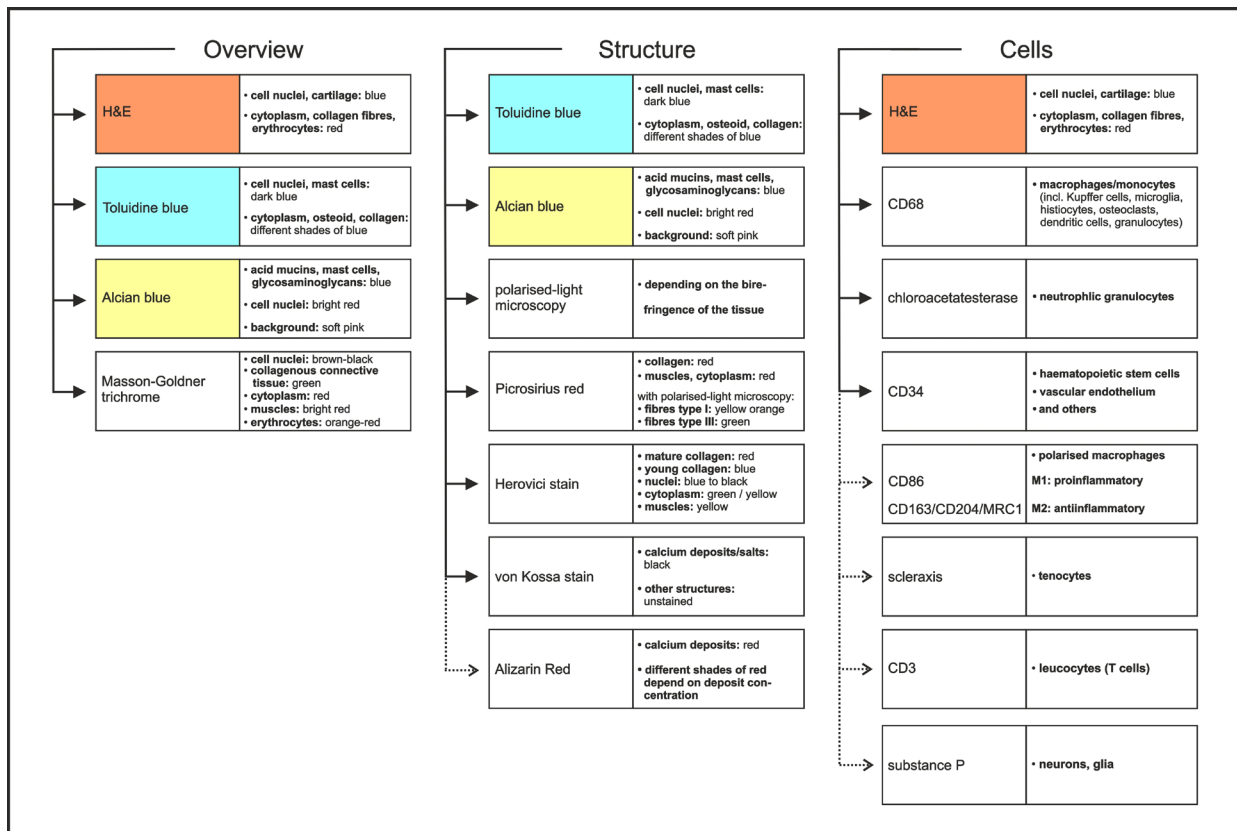 Overview
H&E
• cell nuclei, cartilage: blue
• cytoplasm, collagen fibres,
erythrocytes: red
Toluidine blue
• cell nuclei, mast cells:
dark blue
• cytoplasm, osteoid, collagen:
different shades of blue
Alcian blue
• acid mucins, mast cells,
glycosaminoglycans: blue
• cell nuclei: bright red
• background: soft pink
Masson-Goldner
trichrome
• cell nuclei: brown-black
• collagenous connective
tissue: green
• cytoplasm: red
• muscles: bright red
• erythrocytes: orange-red
Structure
Toluidine blue
• cell nuclei, mast cells:
dark blue
• cytoplasm, osteoid, collagen:
different shades of blue
Alcian blue
• acid mucins, mast cells,
glycosaminoglycans: blue
• cell nuclei: bright red
• background: soft pink
polarised-light
microscopy
• depending on the bire-
fringence of the tissue
Picrosirius red
• collagen: red
• muscles, cytoplasm: red
with polarised-light microscopy:
• fibres type I: yellow orange
• fibres type III: green
Herovici stain
• mature collagen: red
• young collagen: blue
• nuclei: blue to black
• cytoplasm: green / yellow
• muscles: yellow
von Kossa stain
• calcium deposits/salts:
black
• other structures:
unstained
Alizarin Red
• calcium deposits: red
• different shades of red
depend on deposit con-
centration
Cells
H&E
• cell nuclei, cartilage: blue
• cytoplasm, collagen fibres,
erythrocytes: red
CD68
• macrophages/monocytes
(incl. Kupffer cells, microglia,
histiocytes, osteoclasts,
dendritic cells, granulocytes)
chloroacetatesterase
• neutrophlic granulocytes
CD34
• haematopoietic stem cells
• vascular endothelium
• and others
CD86
CD163/CD204/MRC1
• polarised macrophages
M1: proinflammatory
M2: antiinflammatory
scleraxis
• tenocytes
CD3
• leucocytes (T cells)
substance P
• neurons, glia